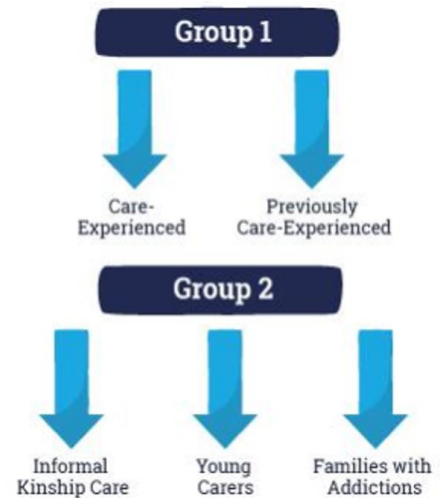 Group 1
Care-
Experienced
Previously
Care-Experienced
Group 2
Informal
Kinship Care
Young
Carers
Families with
Addictions